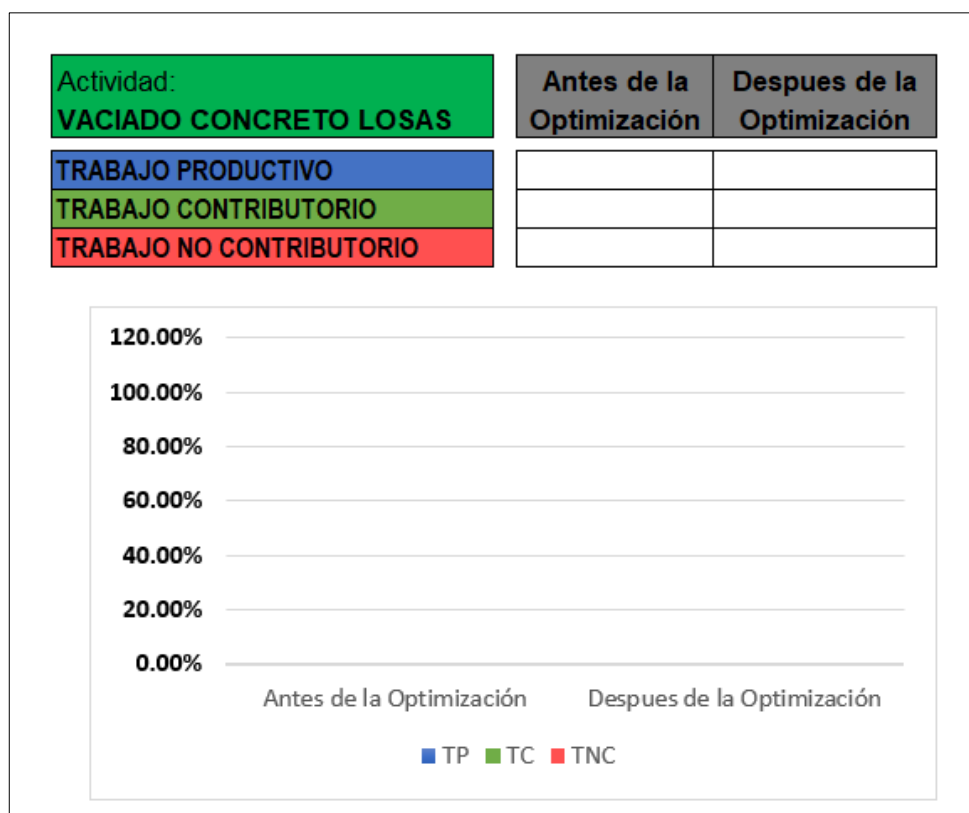 Actividad:
VACIADO CONCRETO LOSAS
Antes de la
Optimización
Despues de la
Optimización
TRABAJO PRODUCTIVO
TRABAJO CONTRIBUTORIO
TRABAJO NO CONTRIBUTORIO
120.00%
100.00%
80.00%
60.00%
40.00%
20.00%
0.00%
Antes de la Optimización Despues de la Optimización
TP TC TNC